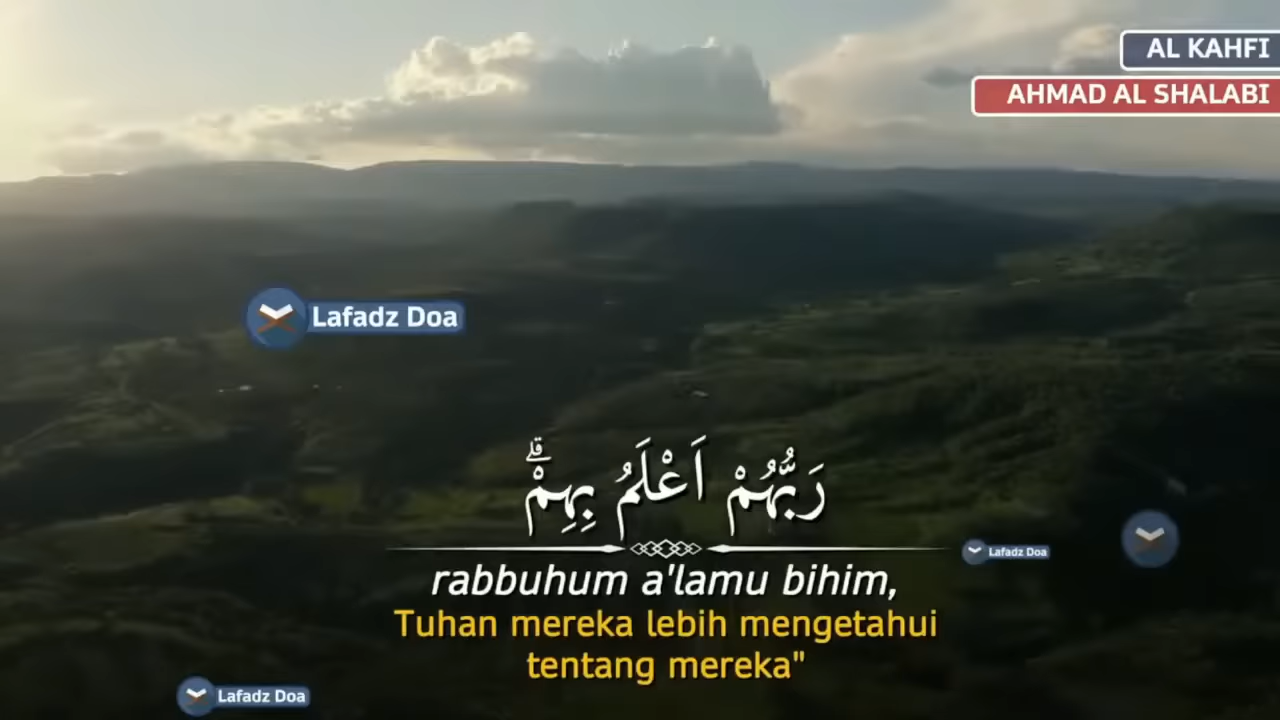 AL KAHFI
AHMAD AL SHALABI
Lafadz Doa
رَبُّهُمْ اَعْلَمُ بِهِمْۗ
rabbuhum a'lamu bihim,
Lafadz Doa
Tuhan mereka lebih mengetahui
tentang mereka"
Lafadz Doa